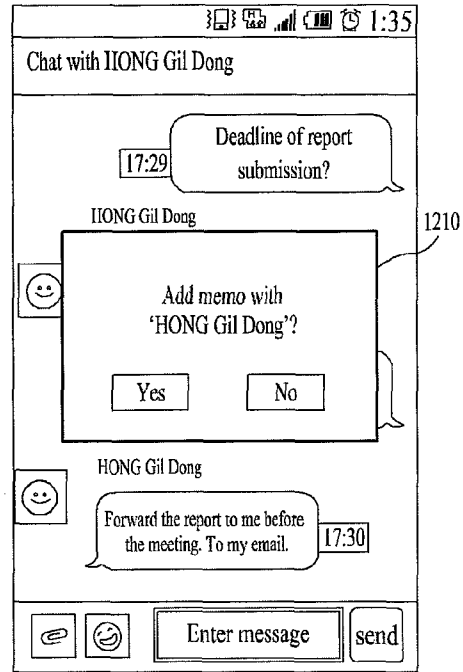 1:35
Chat with IIONG Gil Dong
Deadline of report
submission?
17:29
IIONG Gil Dong
1210
Add memo with
‘HONG Gil Dong’?
Yes
No
HONG Gil Dong
Forward the report to me before
the meeting. To my email.
17:30
Enter message
send